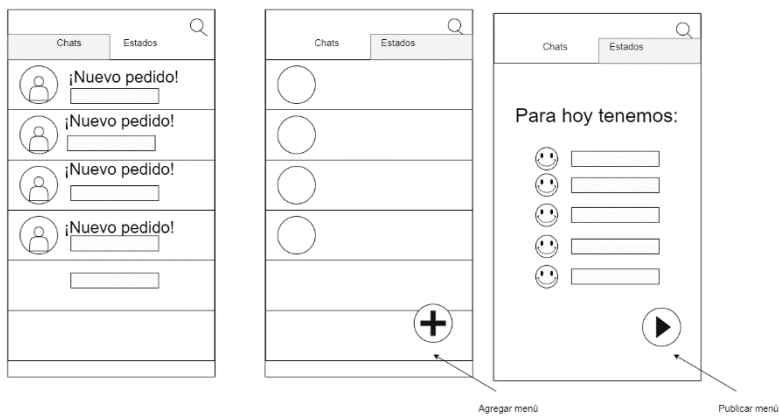 Chats Estados
¡Nuevo pedido!
¡Nuevo pedido!
¡Nuevo pedido!
¡Nuevo pedido!
Chats Estados
Agregar menú
Chats Estados
Para hoy tenemos:
Publicar menú